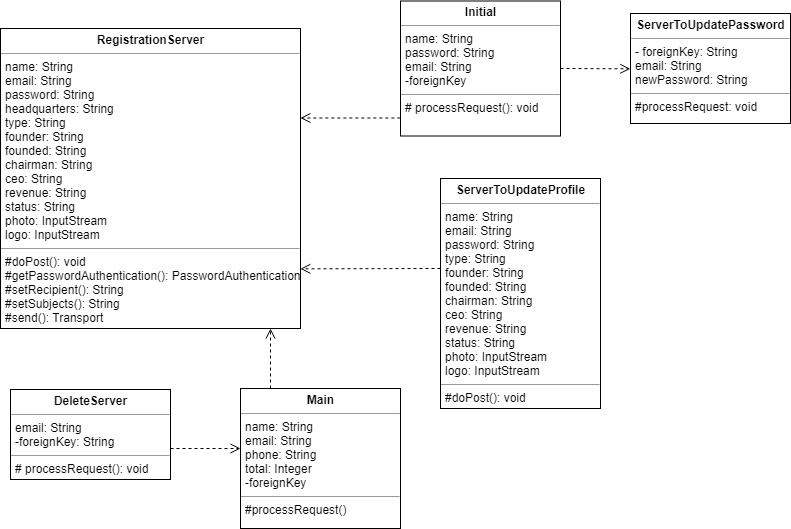 RegistrationServer
name: String
email: String
password: String
headquarters: String
type: String
founder: String
founded: String
chairman: String
ceo: String
revenue: String
status: String
photo: InputStream
logo: InputStream
#doPost(): void
#getPasswordAuthentication(): PasswordAuthentication
#setRecipient(): String
#setSubjects(): String
#send(): Transport
Initial
name: String
password: String
email: String
-foreignKey
# processRequest(): void
ServerToUpdatePassword
- foreignKey: String
email: String
newPassword: String
#processRequest: void
ServerToUpdateProfile
name: String
email: String
password: String
type: String
founder: String
founded: String
chairman: String
ceo: String
revenue: String
status: String
photo: InputStream
logo: InputStream
#doPost(): void
DeleteServer
email: String
-foreignKey: String
# processRequest(): void
Main
name: String
email: String
phone: String
total: Integer
-foreignKey
#processRequest()